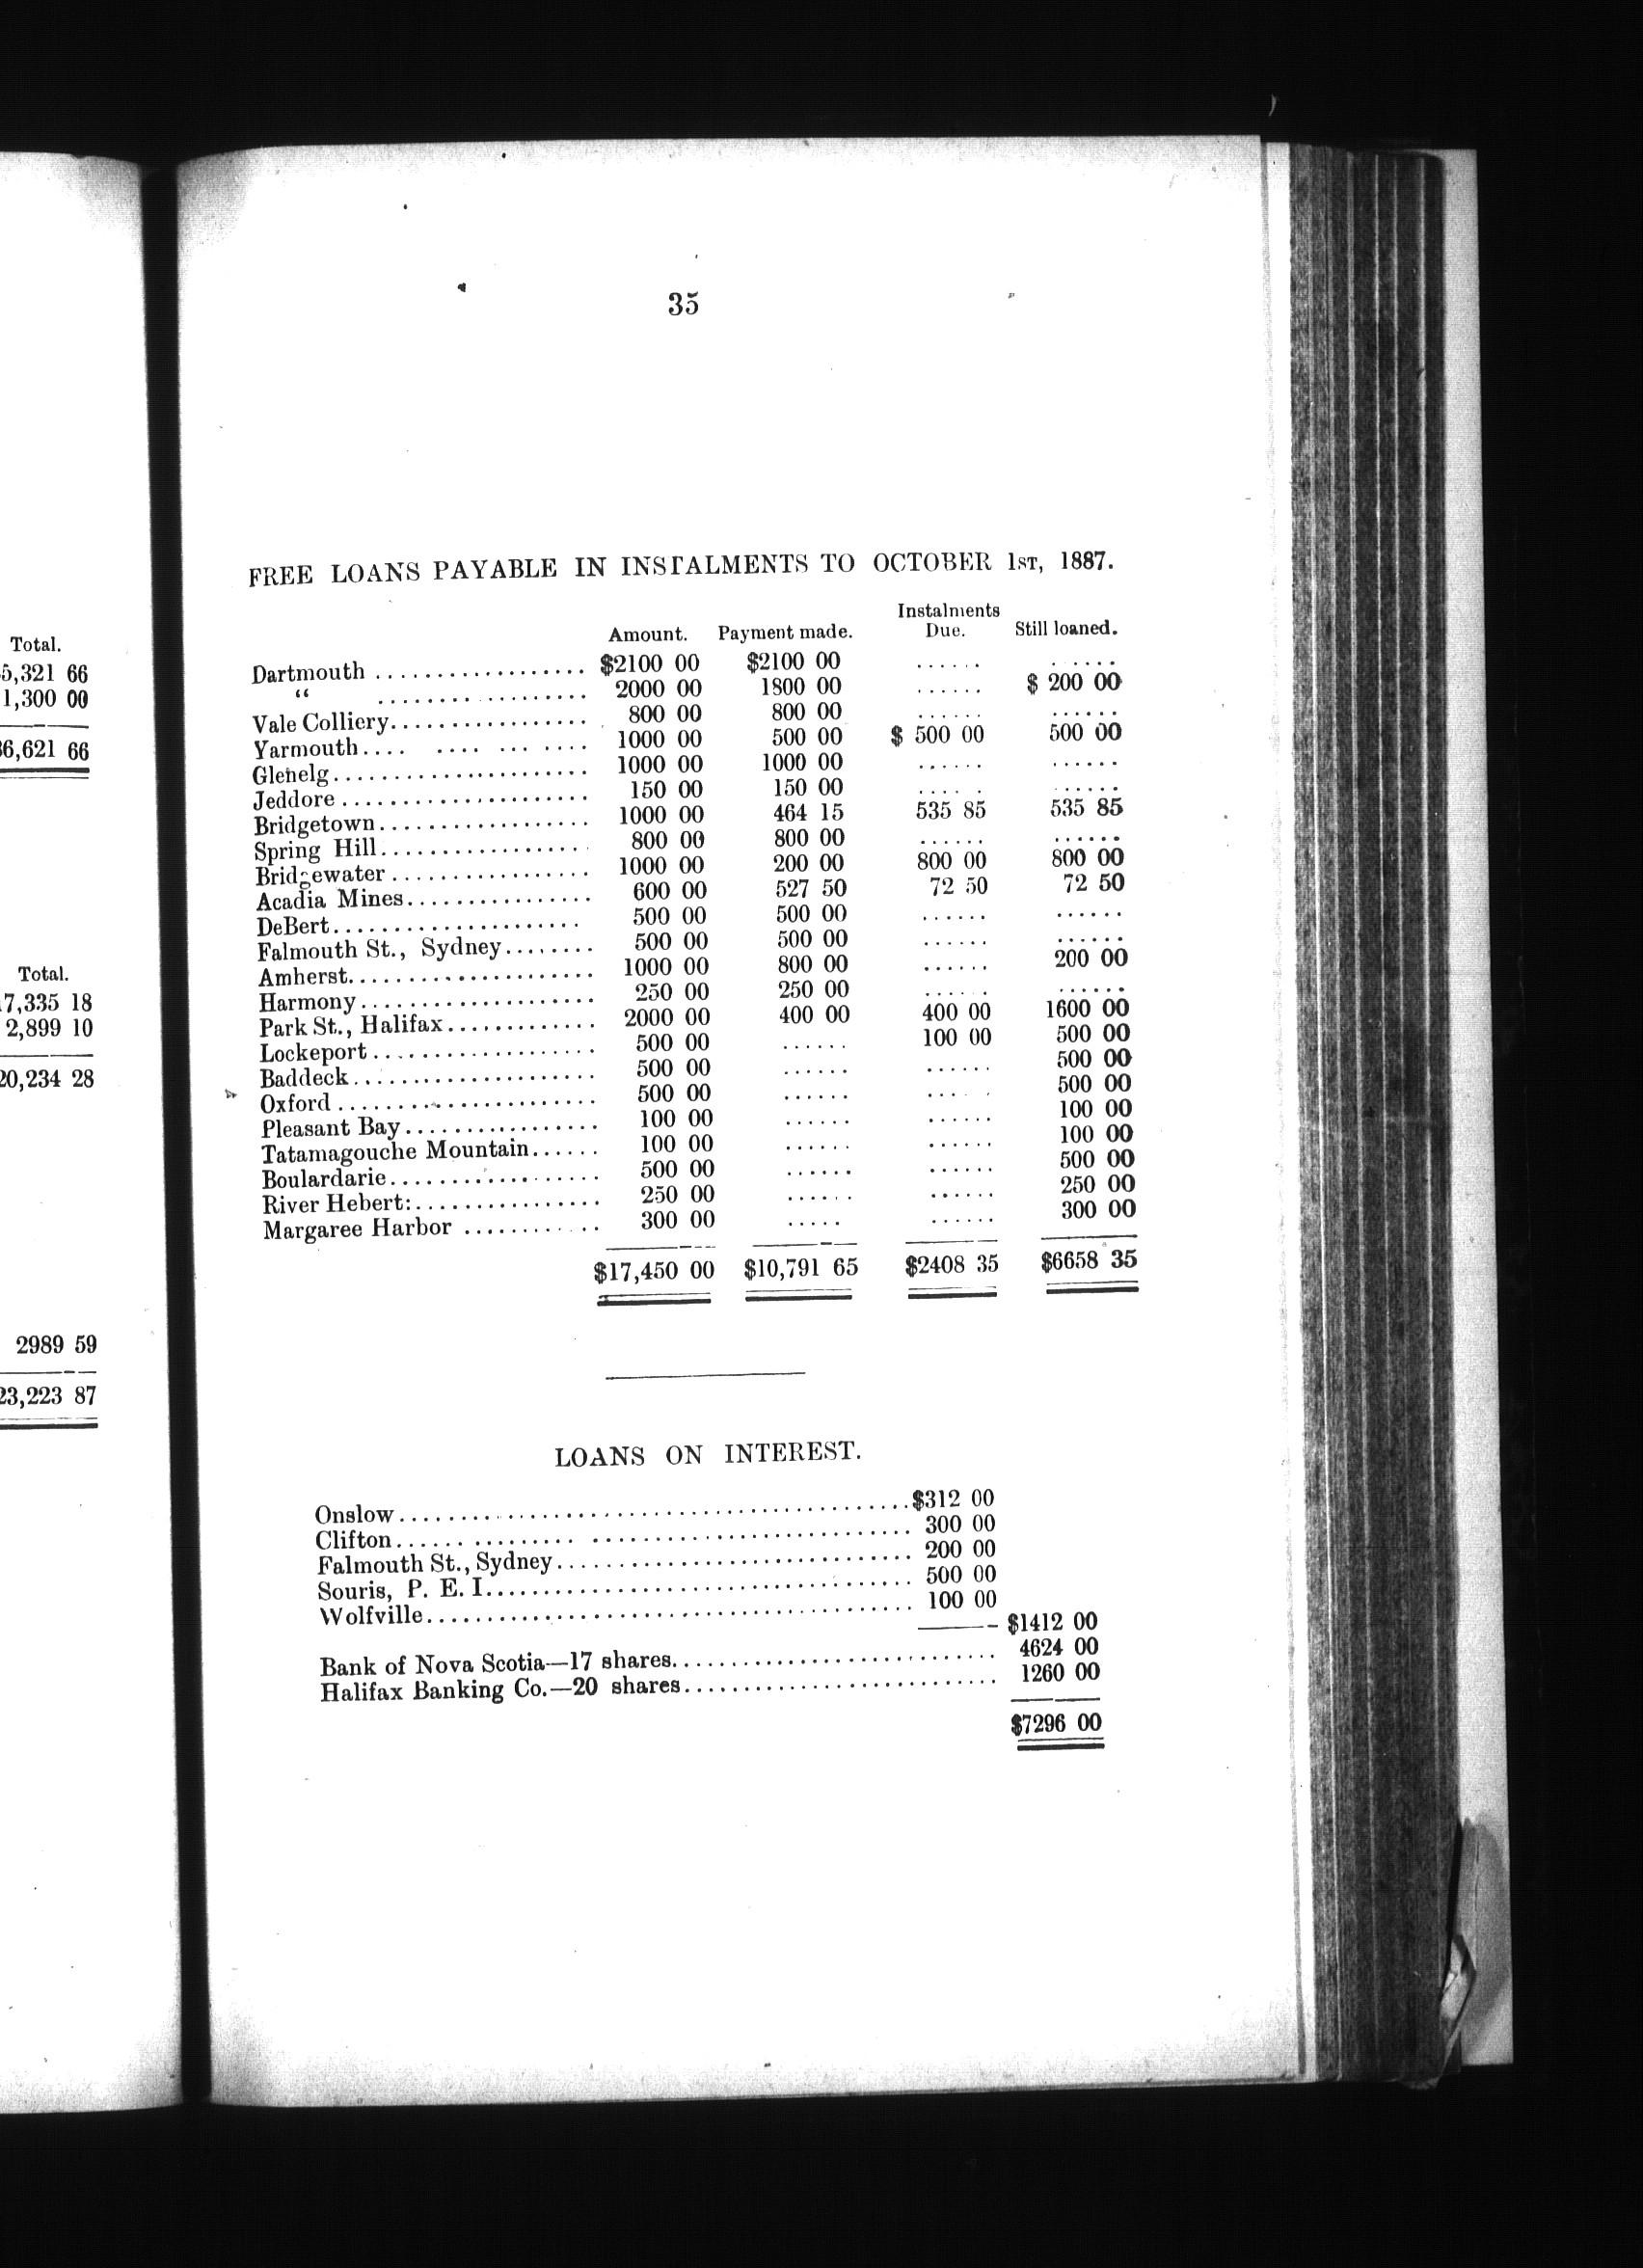 Total.
5,321 66
1,300 00
36,621 66
Total.
7,335 18
2,899 10
20,234 28
2989 59
23,223 87
35
FREE LOANS PAYABLE IN INSTALMENTS TO OCTOBER 1ST, 1887.
Amount. Payment made. Instalments Due. Still loaned.
Dartmouth .................. $2100 00 $2100 00 ...... ......
“ .................. 2000 00 1800 00 ...... $ 200 00
Vale Colliery................. 800 00 800 00 ...... ......
Yarmouth.... .... ... .... 1000 00 500 00 $ 500 00 500 00
Glenelg..................... 1000 00 1000 00 ...... ......
Jeddore ..................... 150 00 150 00 ...... ......
Bridgetown.................. 1000 00 464 15 535 85 535 85
Spring Hill.................. 800 00 800 00 ...... ......
Bridgewater ................. 1000 00 200 00 800 00 800 00
Acadia Mines................ 600 00 527 50 72 50 72 50
DeBert..................... 500 00 500 00 ...... ......
Falmouth St., Sydney........ 500 00 500 00 ...... ......
Amherst..................... 1000 00 800 00 ...... 200 00
Harmony.................... 250 00 250 00 ...... ......
Park St., Halifax............. 2000 00 400 00 400 00 1600 00
Lockeport ................... 500 00 ...... 100 00 500 00
Baddeck..................... 500 00 ...... ...... 500 00
Oxford ...................... 500 00 ...... ...... 500 00
Pleasant Bay................ 100 00 ...... ...... 100 00
Tatamagouche Mountain...... 100 00 ...... ...... 100 00
Boulardarie.................. 500 00 ...... ...... 500 00
River Hebert:................ 250 00 ...... ...... 250 00
Margaree Harbor ............ 300 00 ..... ...... 300 00
$17,450 00 $10,791 65 $2408 35 $6658 35
LOANS ON INTEREST.
Onslow..........................................$312 00
Clifton.......................................... 300 00
Falmouth St., Sydney............................. 200 00
Souris, P. E. I................................... 500 00
Wolfville........................................ 100 00
$1412 00
Bank of Nova Scotia—17 shares........................... 4624 00
Halifax Banking Co.—20 shares.......................... 1260 00
$7296 00